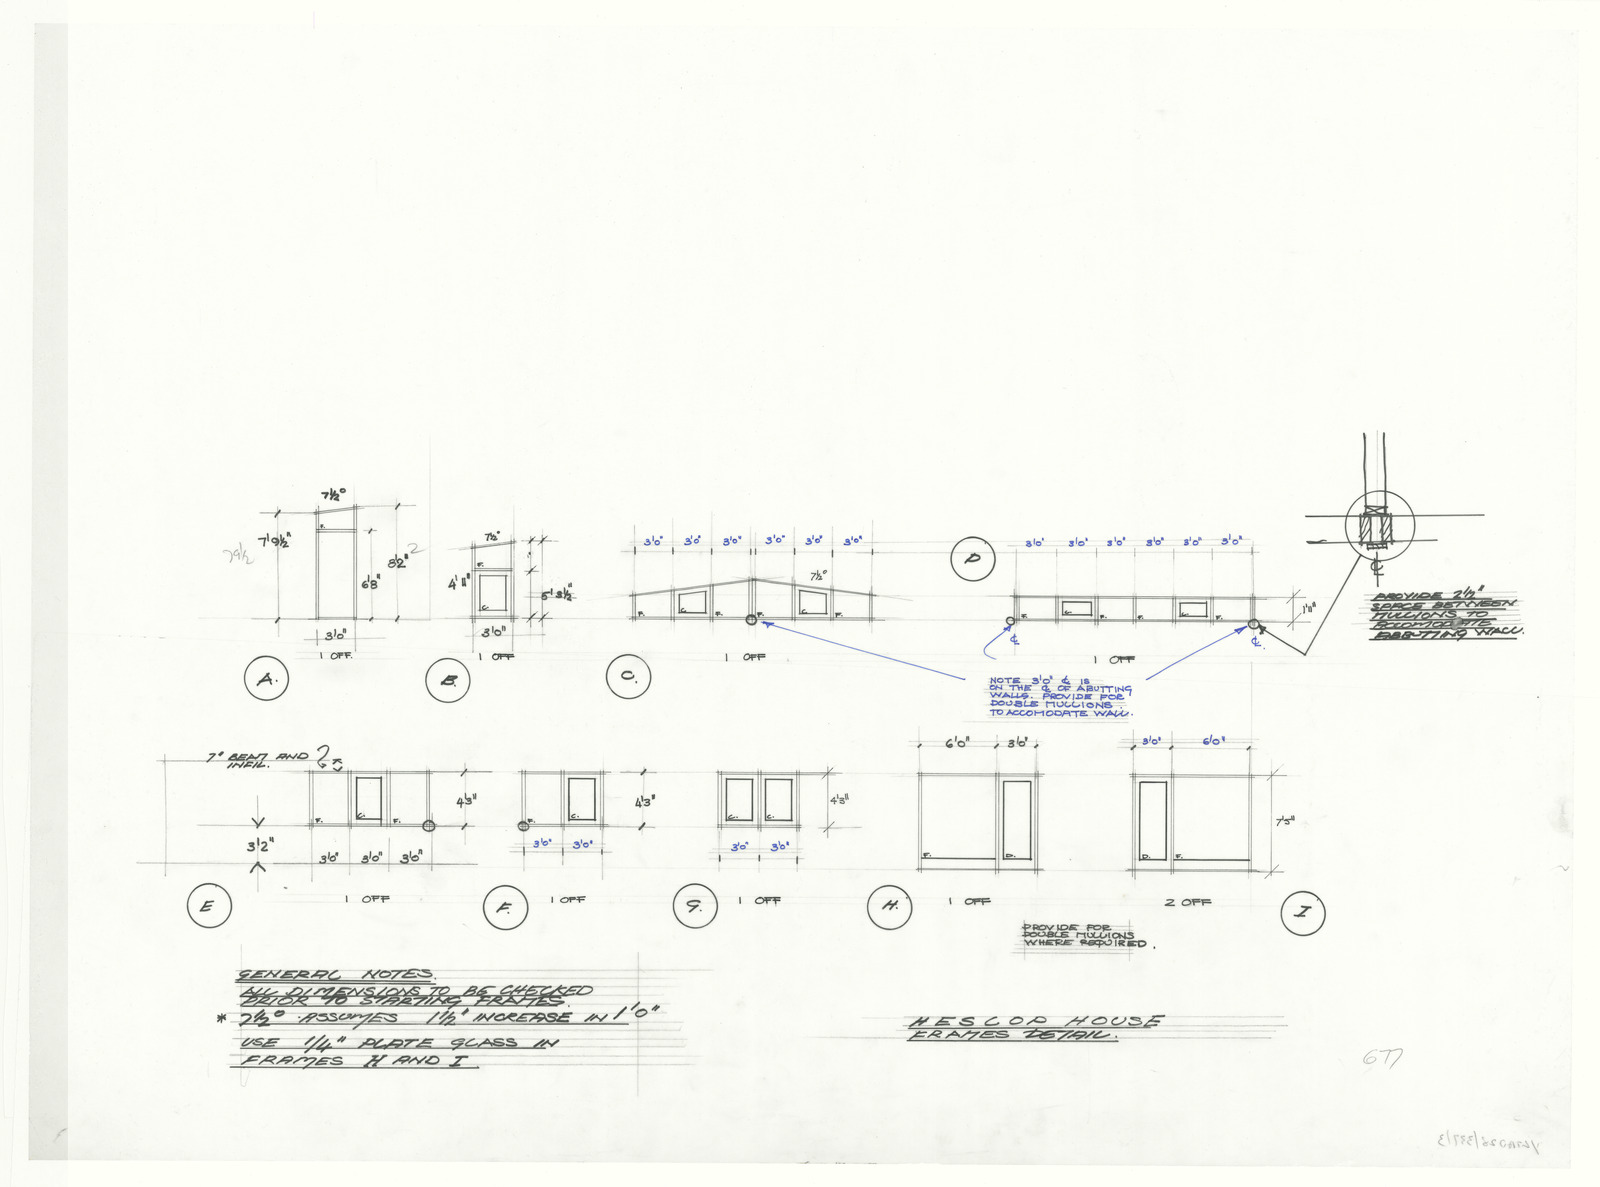 7½°
F.
7'9½"
79½
8'2"
2
6'8"
3'0"
1 OFF.
A.
7½°
F.
4'11"
C.
5'3½"
3'0"
1 OFF
B.
3'0" 3'0" 3'0" 3'0" 3'0" 3'0"
7½°
F. C. F. F. C. F.
1 OFF
C.
D
3'0" 3'0" 3'0" 3'0" 3'0" 3'0"
F. C. F. F. C. F.
1'11"
℄ ℄
1 OFF
℄
PROVIDE 2½"
SPACE BETWEEN
MULLIONS TO
ACCOMODATE
ABBUTTING WALL.
NOTE 3'0" ℄ IS
ON THE ℄ OF ABUTTING
WALLS. PROVIDE FOR
DOUBLE MULLIONS.
TO ACCOMODATE WALL.
7" BEAM AND
INFIL.
F. C. F.
4'3"
3'2"
3'0" 3'0" 3'0"
E
1 OFF
F.
C.
4'3"
3'0" 3'0"
F.
1 OFF
C. C.
4'3"
3'0" 3'0"
G.
1 OFF
6'0" 3'0"
F. D.
H.
1 OFF
3'0" 6'0"
D. F.
7'5"
2 OFF
I
PROVIDE FOR
DOUBLE MULLIONS
WHERE REQUIRED.
GENERAL NOTES.
ALL DIMENSIONS TO BE CHECKED
PRIOR TO STARTING FRAMES.
* 7½° ASSUMES 1½" INCREASE IN 1'0"
USE 1/4" PLATE GLASS IN
FRAMES H AND I
HESLOP HOUSE
FRAMES DETAIL.